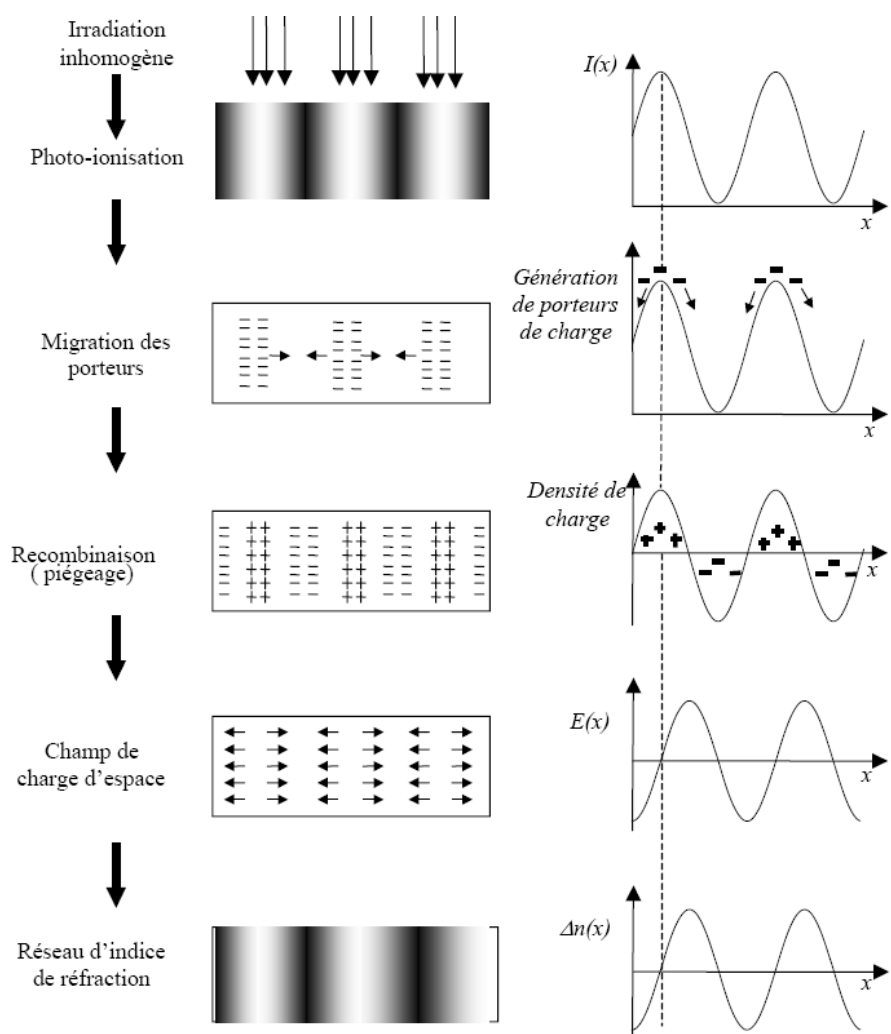 Irradiation
inhomogène
I(x)
Photo-ionisation
x
Génération
de porteurs
de charge
Migration des
porteurs
x
Densité de
charge
x
Recombinaison
( piégeage)
E(x)
x
Champ de
charge d’espace
Δn(x)
x
Réseau d’indice
de réfraction